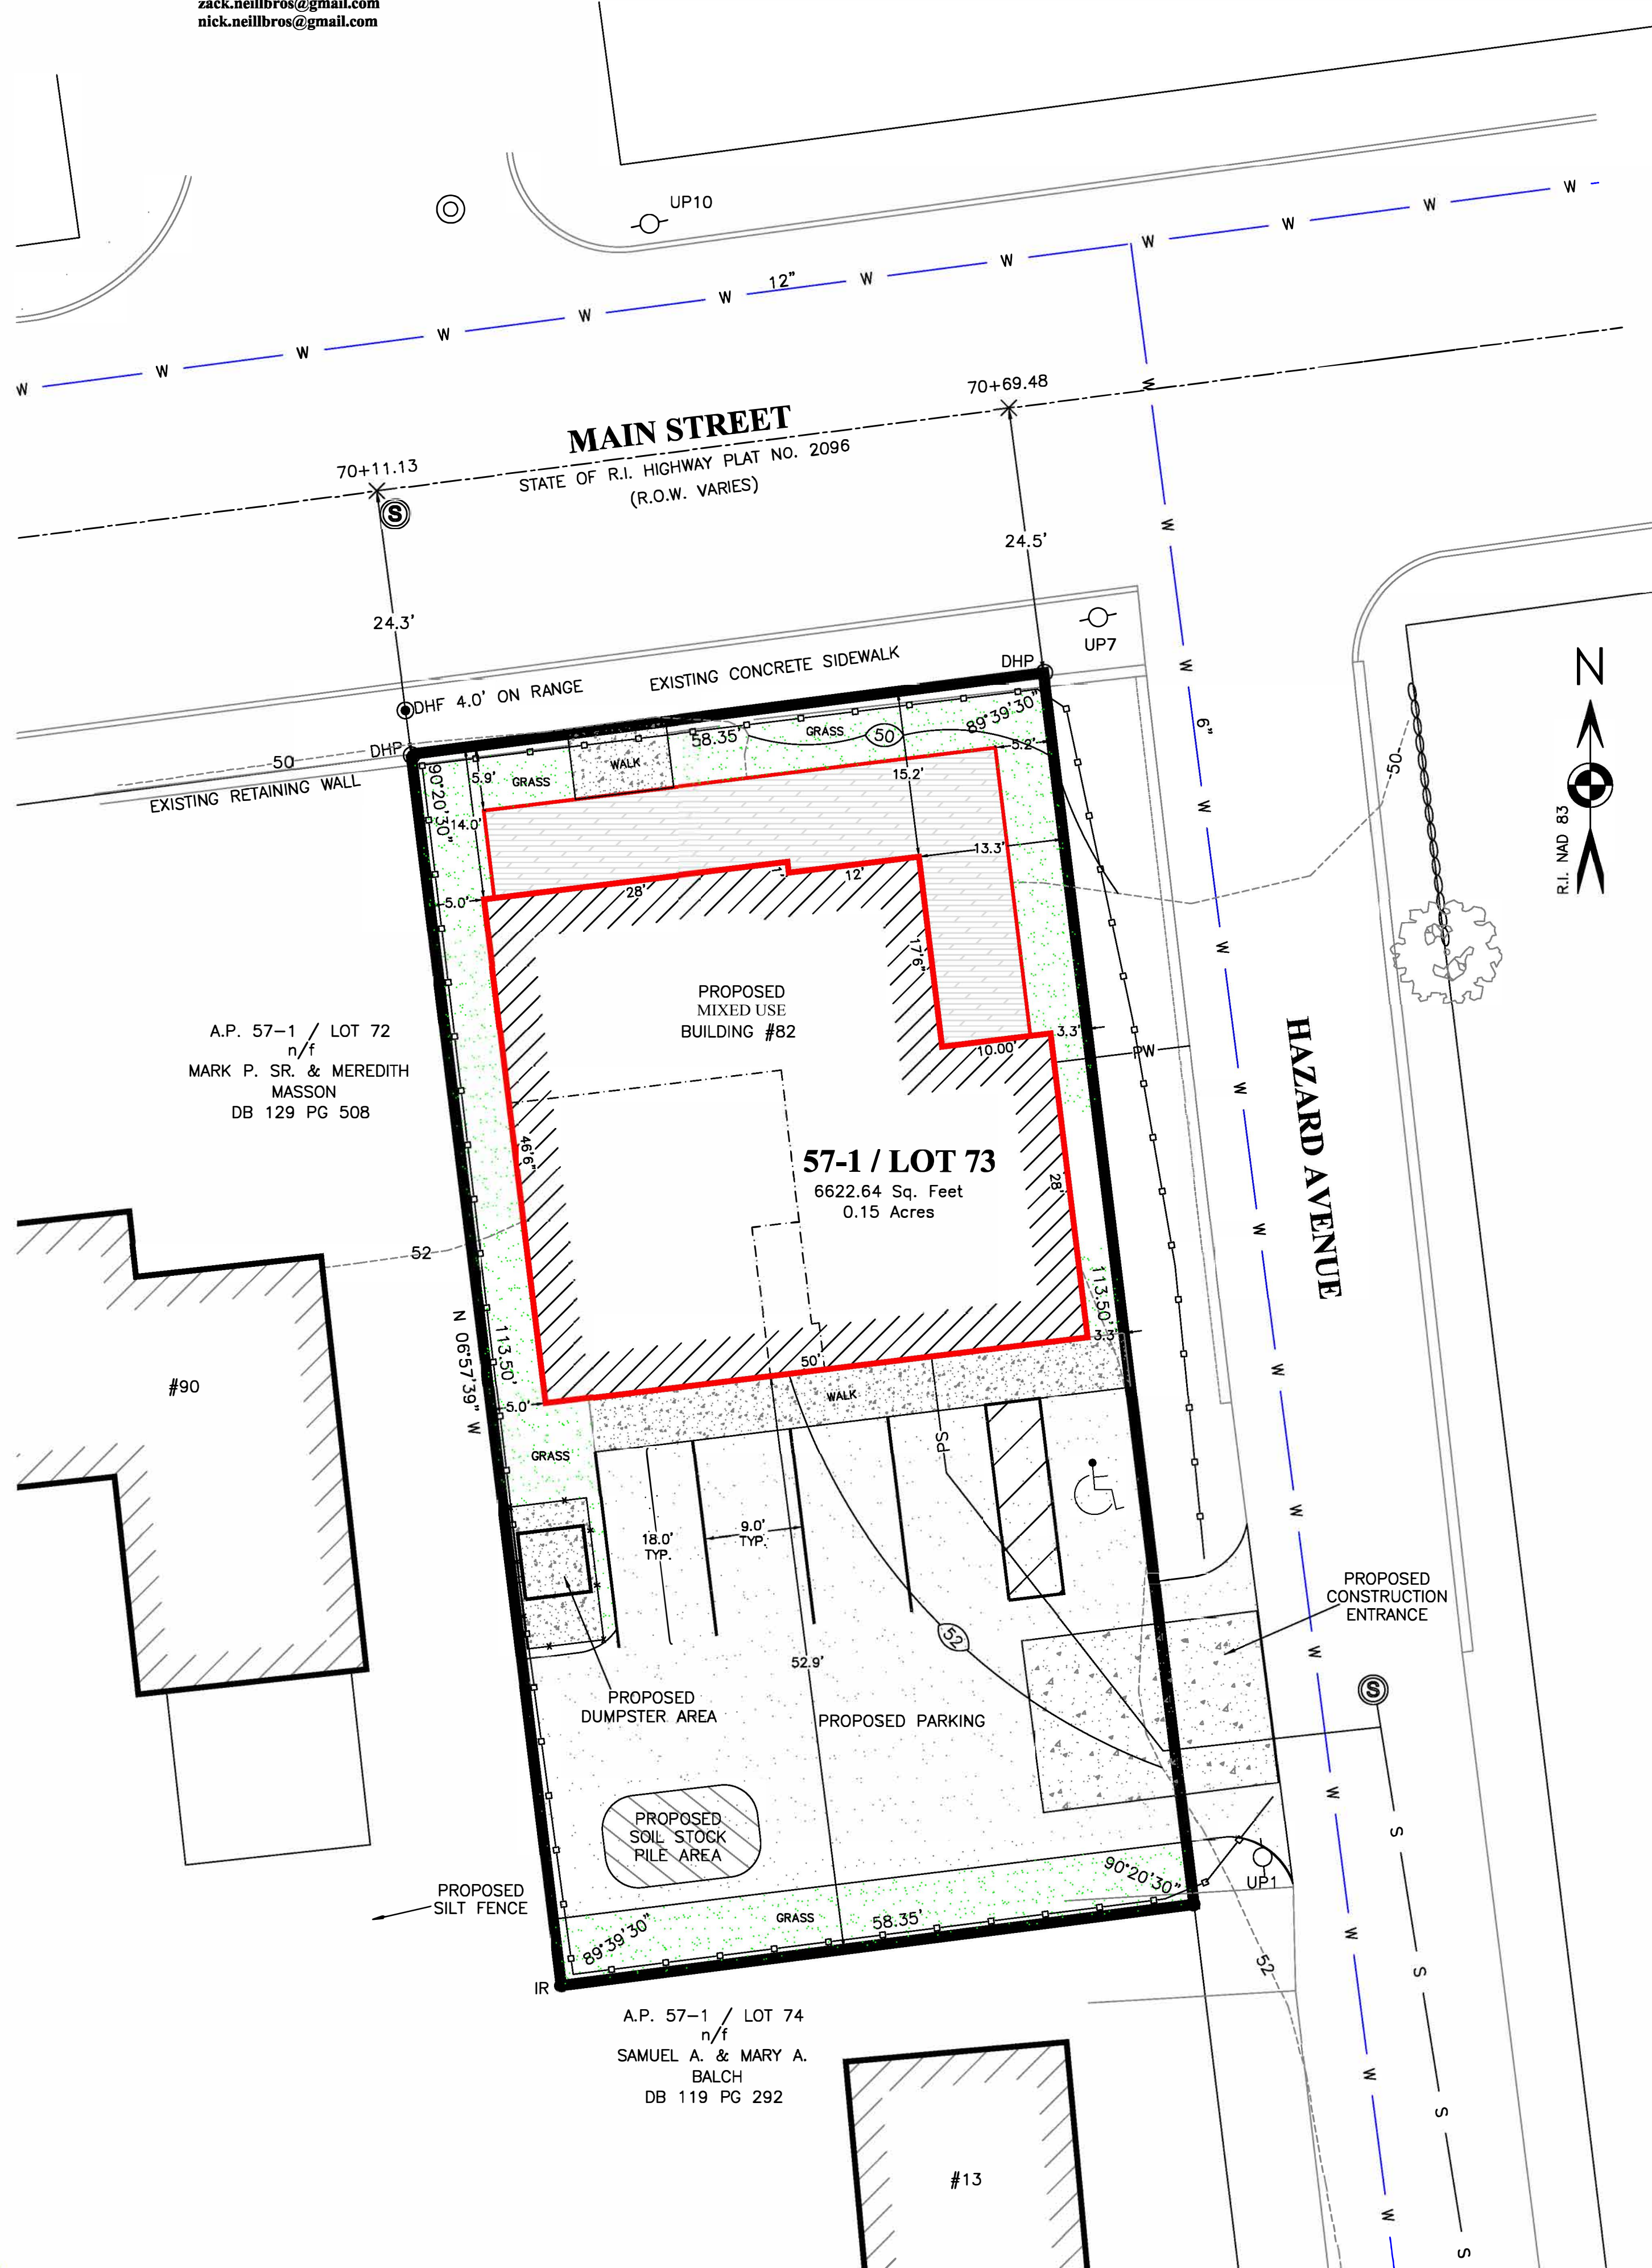 zack.neillbros@gmail.com
nick.neillbros@gmail.com
UP10
W W W W W W W W W W W W
12"
70+69.48
MAIN STREET
70+11.13
STATE OF R.I. HIGHWAY PLAT NO. 2096
(R.O.W. VARIES)
S
24.5'
24.3'
UP7
DHP
EXISTING CONCRETE SIDEWALK
DHF 4.0' ON RANGE
N
R.I. NAD 83
6"
DHP
50
EXISTING RETAINING WALL
58.35'
GRASS
50
89°39'30"
5.2'
WALK
GRASS
5.9'
90°20'30"
15.2'
14.0'
50
13.3'
28'
1'
12'
5.0'
17'6"
PROPOSED
MIXED USE
BUILDING #82
3.3'
10.00'
PW
A.P. 57-1 / LOT 72
n/f
MARK P. SR. & MEREDITH
MASSON
DB 129 PG 508
HAZARD AVENUE
46'6"
57-1 / LOT 73
6622.64 Sq. Feet
0.15 Acres
28'
52
113.50'
3.3'
N 06°57'39" W
113.50'
50'
#90
WALK
5.0'
GRASS
PS
18.0'
TYP.
9.0'
TYP.
PROPOSED
CONSTRUCTION
ENTRANCE
52
52.9'
PROPOSED
DUMPSTER AREA
PROPOSED PARKING
S
PROPOSED
SOIL STOCK
PILE AREA
90°20'30"
UP1
PROPOSED
SILT FENCE
GRASS
58.35'
89°39'30"
52
IR
A.P. 57-1 / LOT 74
n/f
SAMUEL A. & MARY A.
BALCH
DB 119 PG 292
#13
W W W W W W W W W W W W W W
S S S S